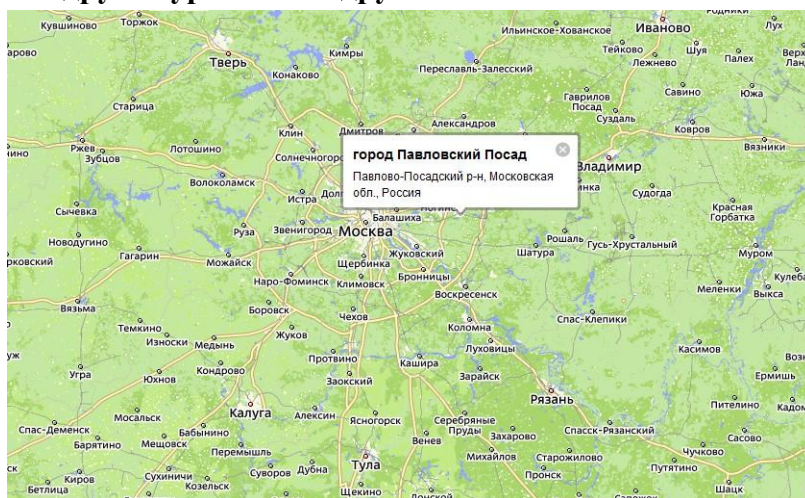 Кувшиново
Торжок
Ильинское-Хованское
Иваново
Лух
Тверь
Кимры
Тейково
Шуя
Палех
Лежнево
Конаково
Переславль-Залесский
Старица
Гаврилов
Посад
Савино
Южа
Суздаль
Александров
Клин
Дмитров
Ковров
Ржев
Зубцов
Лотошино
Вязники
город Павловский Посад
Солнечногорс
Владимир
Павлово-Посадский р-н, Московская
обл., Россия
Волоколамск
Истра
Судогда
Сычевка
Балашиха
Красная
Горбатка
Руза
Звенигород
Москва
Новодугино
Рошаль
Гусь-Хрустальный
Гагарин
Можайск
Щербинка
Жуковский
Шатура
Муром
Наро-Фоминск
Климовск
Бронницы
Воскресенск
Меленки
Выкса
Вязьма
Боровск
Чехов
Спас-Клепики
Темкино
Износки
Медынь
Жуков
Коломна
Луховицы
Касимов
Протвино
Кашира
Угра
Юхнов
Кондрово
Заокский
Зарайск
Ермишь
Рязань
Калуга
Алексин
Ясногорск
Серебряные
Пруды
Пителино
Кадом
Мосальск
Спас-Деменск
Бабынино
Захарово
Спасск-Рязанский
Сасово
Барятино
Мещовск
Венев
Перемышль
Михайлов
Старожилово
Чучково
Тула
Путятино
Киров
Сухиничи
Суворов
Дубна
Пронск
Бетлица
Козельск
Щекино
Шацк